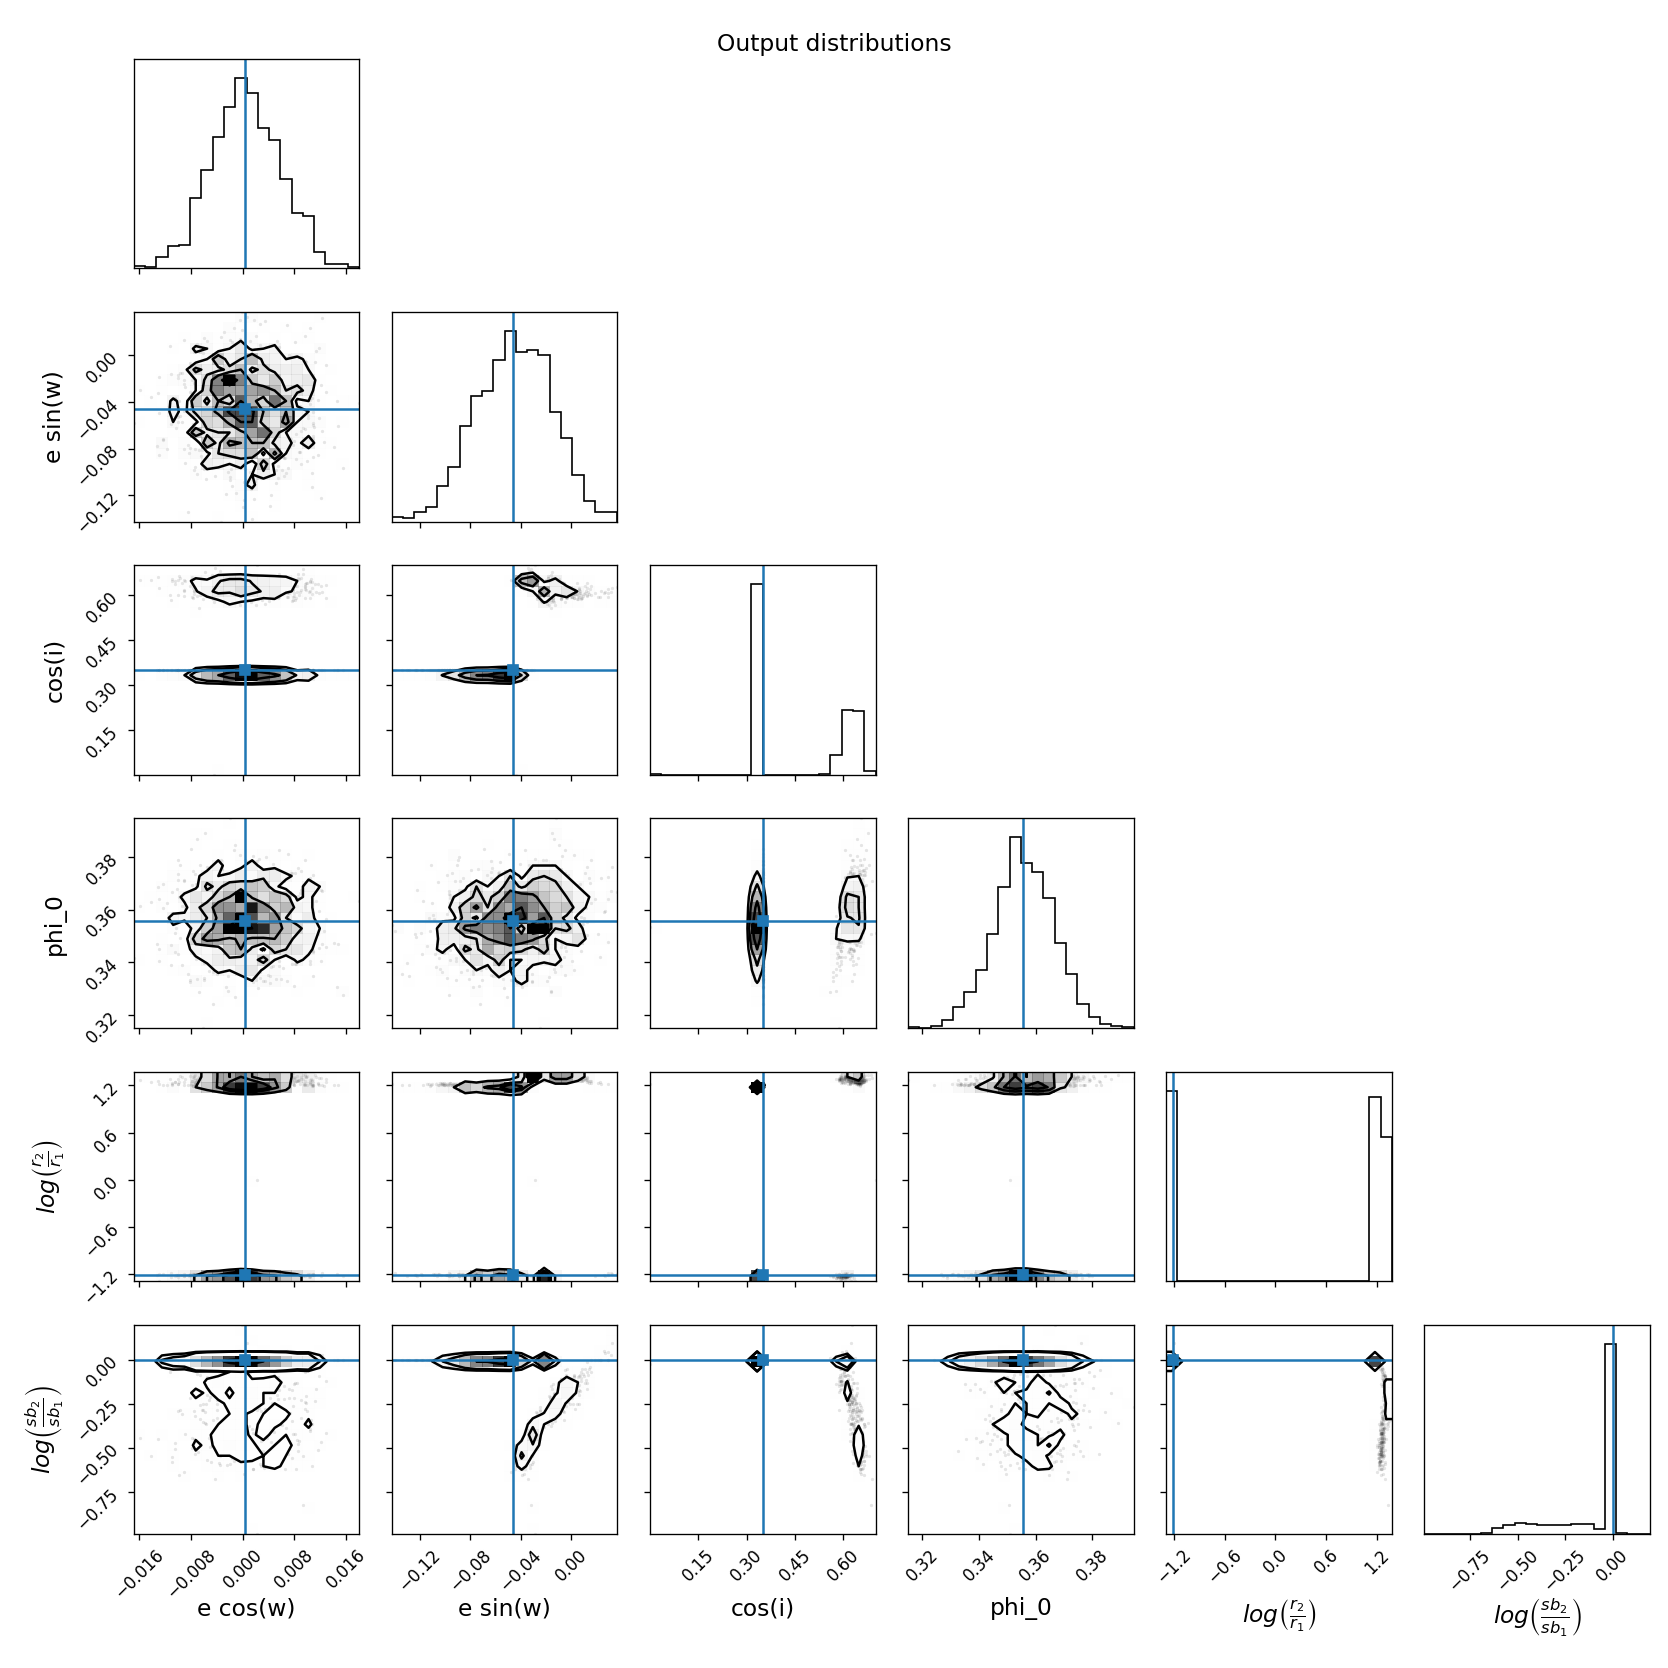 Output distributions
e sin(w)
0.00
−0.04
−0.08
−0.12
cos(i)
0.60
0.45
0.30
0.15
phi_0
0.38
0.36
0.34
0.32
log(r₂/r₁)
1.2
0.6
0.0
−0.6
−1.2
log(sb₂/sb₁)
0.00
−0.25
−0.50
−0.75
−0.016 −0.008 0.000 0.008 0.016
−0.12 −0.08 −0.04 0.00
0.15 0.30 0.45 0.60
0.32 0.34 0.36 0.38
−1.2 −0.6 0.0 0.6 1.2
−0.75 −0.50 −0.25 0.00
e cos(w) e sin(w) cos(i) phi_0 log(r₂/r₁) log(sb₂/sb₁)